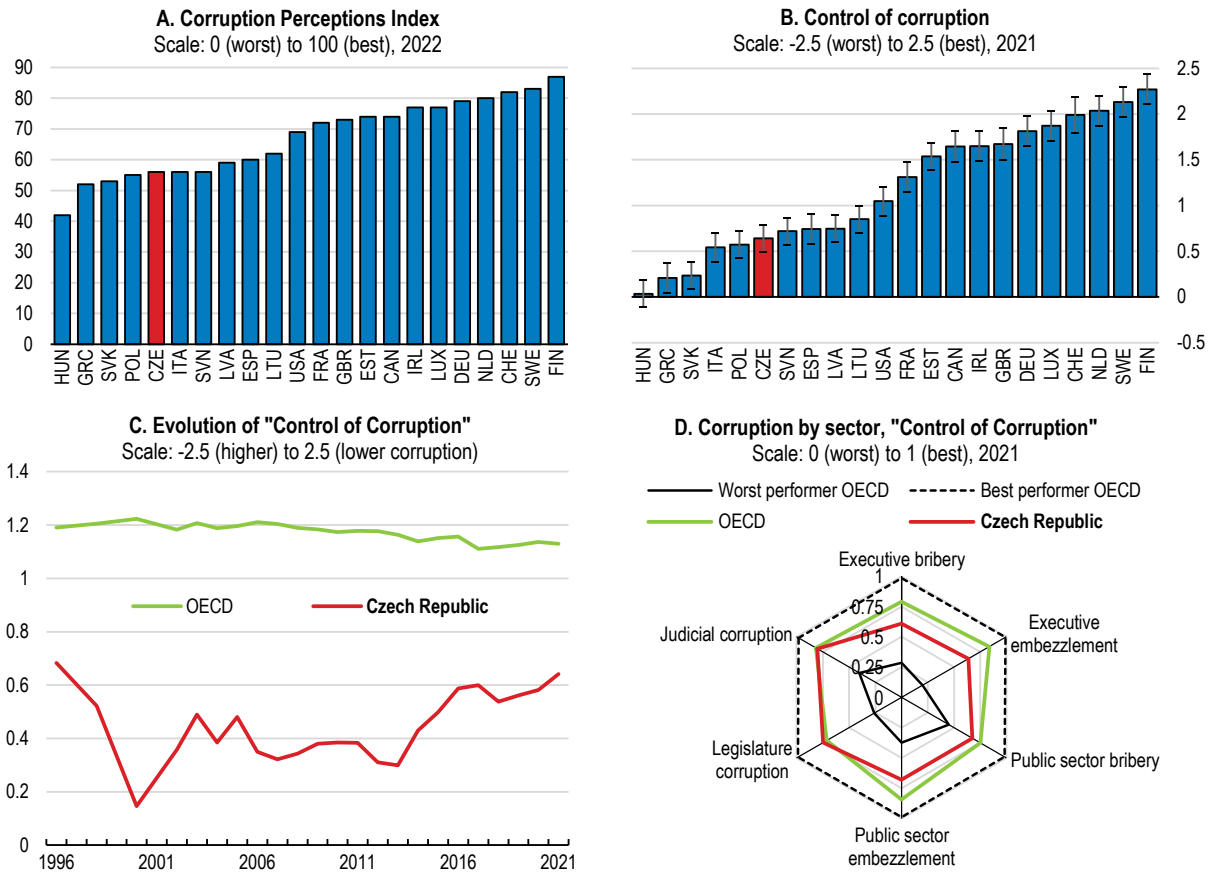 A. Corruption Perceptions Index
Scale: 0 (worst) to 100 (best), 2022
90
80
70
60
50
40
30
20
10
0
HUN
GRC
SVK
POL
CZE
ITA
SVN
LVA
ESP
LTU
USA
FRA
GBR
EST
CAN
IRL
LUX
DEU
NLD
CHE
SWE
FIN
B. Control of corruption
Scale: -2.5 (worst) to 2.5 (best), 2021
2.5
2
1.5
1
0.5
0
-0.5
HUN
GRC
SVK
ITA
POL
CZE
SVN
ESP
LVA
LTU
USA
FRA
EST
CAN
IRL
GBR
DEU
LUX
CHE
NLD
SWE
FIN
C. Evolution of "Control of Corruption"
Scale: -2.5 (higher) to 2.5 (lower corruption)
1.4
1.2
1
0.8
0.6
0.4
0.2
0
OECD
Czech Republic
1996
2001
2006
2011
2016
2021
D. Corruption by sector, "Control of Corruption"
Scale: 0 (worst) to 1 (best), 2021
Worst performer OECD
Best performer OECD
OECD
Czech Republic
Executive bribery
1
0.75
0.5
0.25
0
Executive
embezzlement
Public sector bribery
Public sector
embezzlement
Legislature
corruption
Judicial corruption